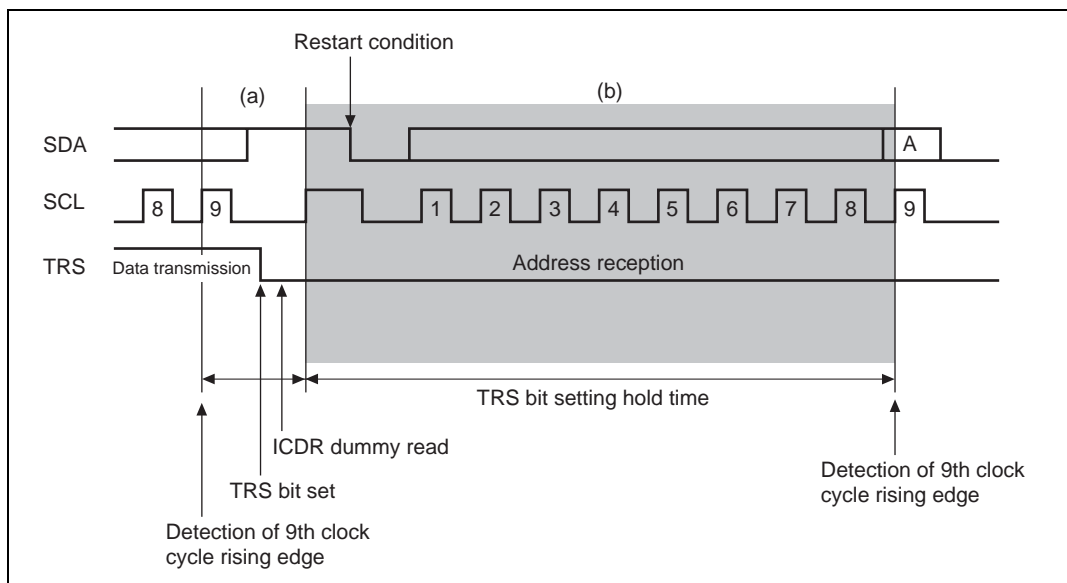 Restart condition
(a)
(b)
SDA
A
SCL
8 9 1 2 3 4 5 6 7 8 9
TRS
Data transmission
Address reception
TRS bit setting hold time
ICDR dummy read
TRS bit set
Detection of 9th clock
cycle rising edge
Detection of 9th clock
cycle rising edge